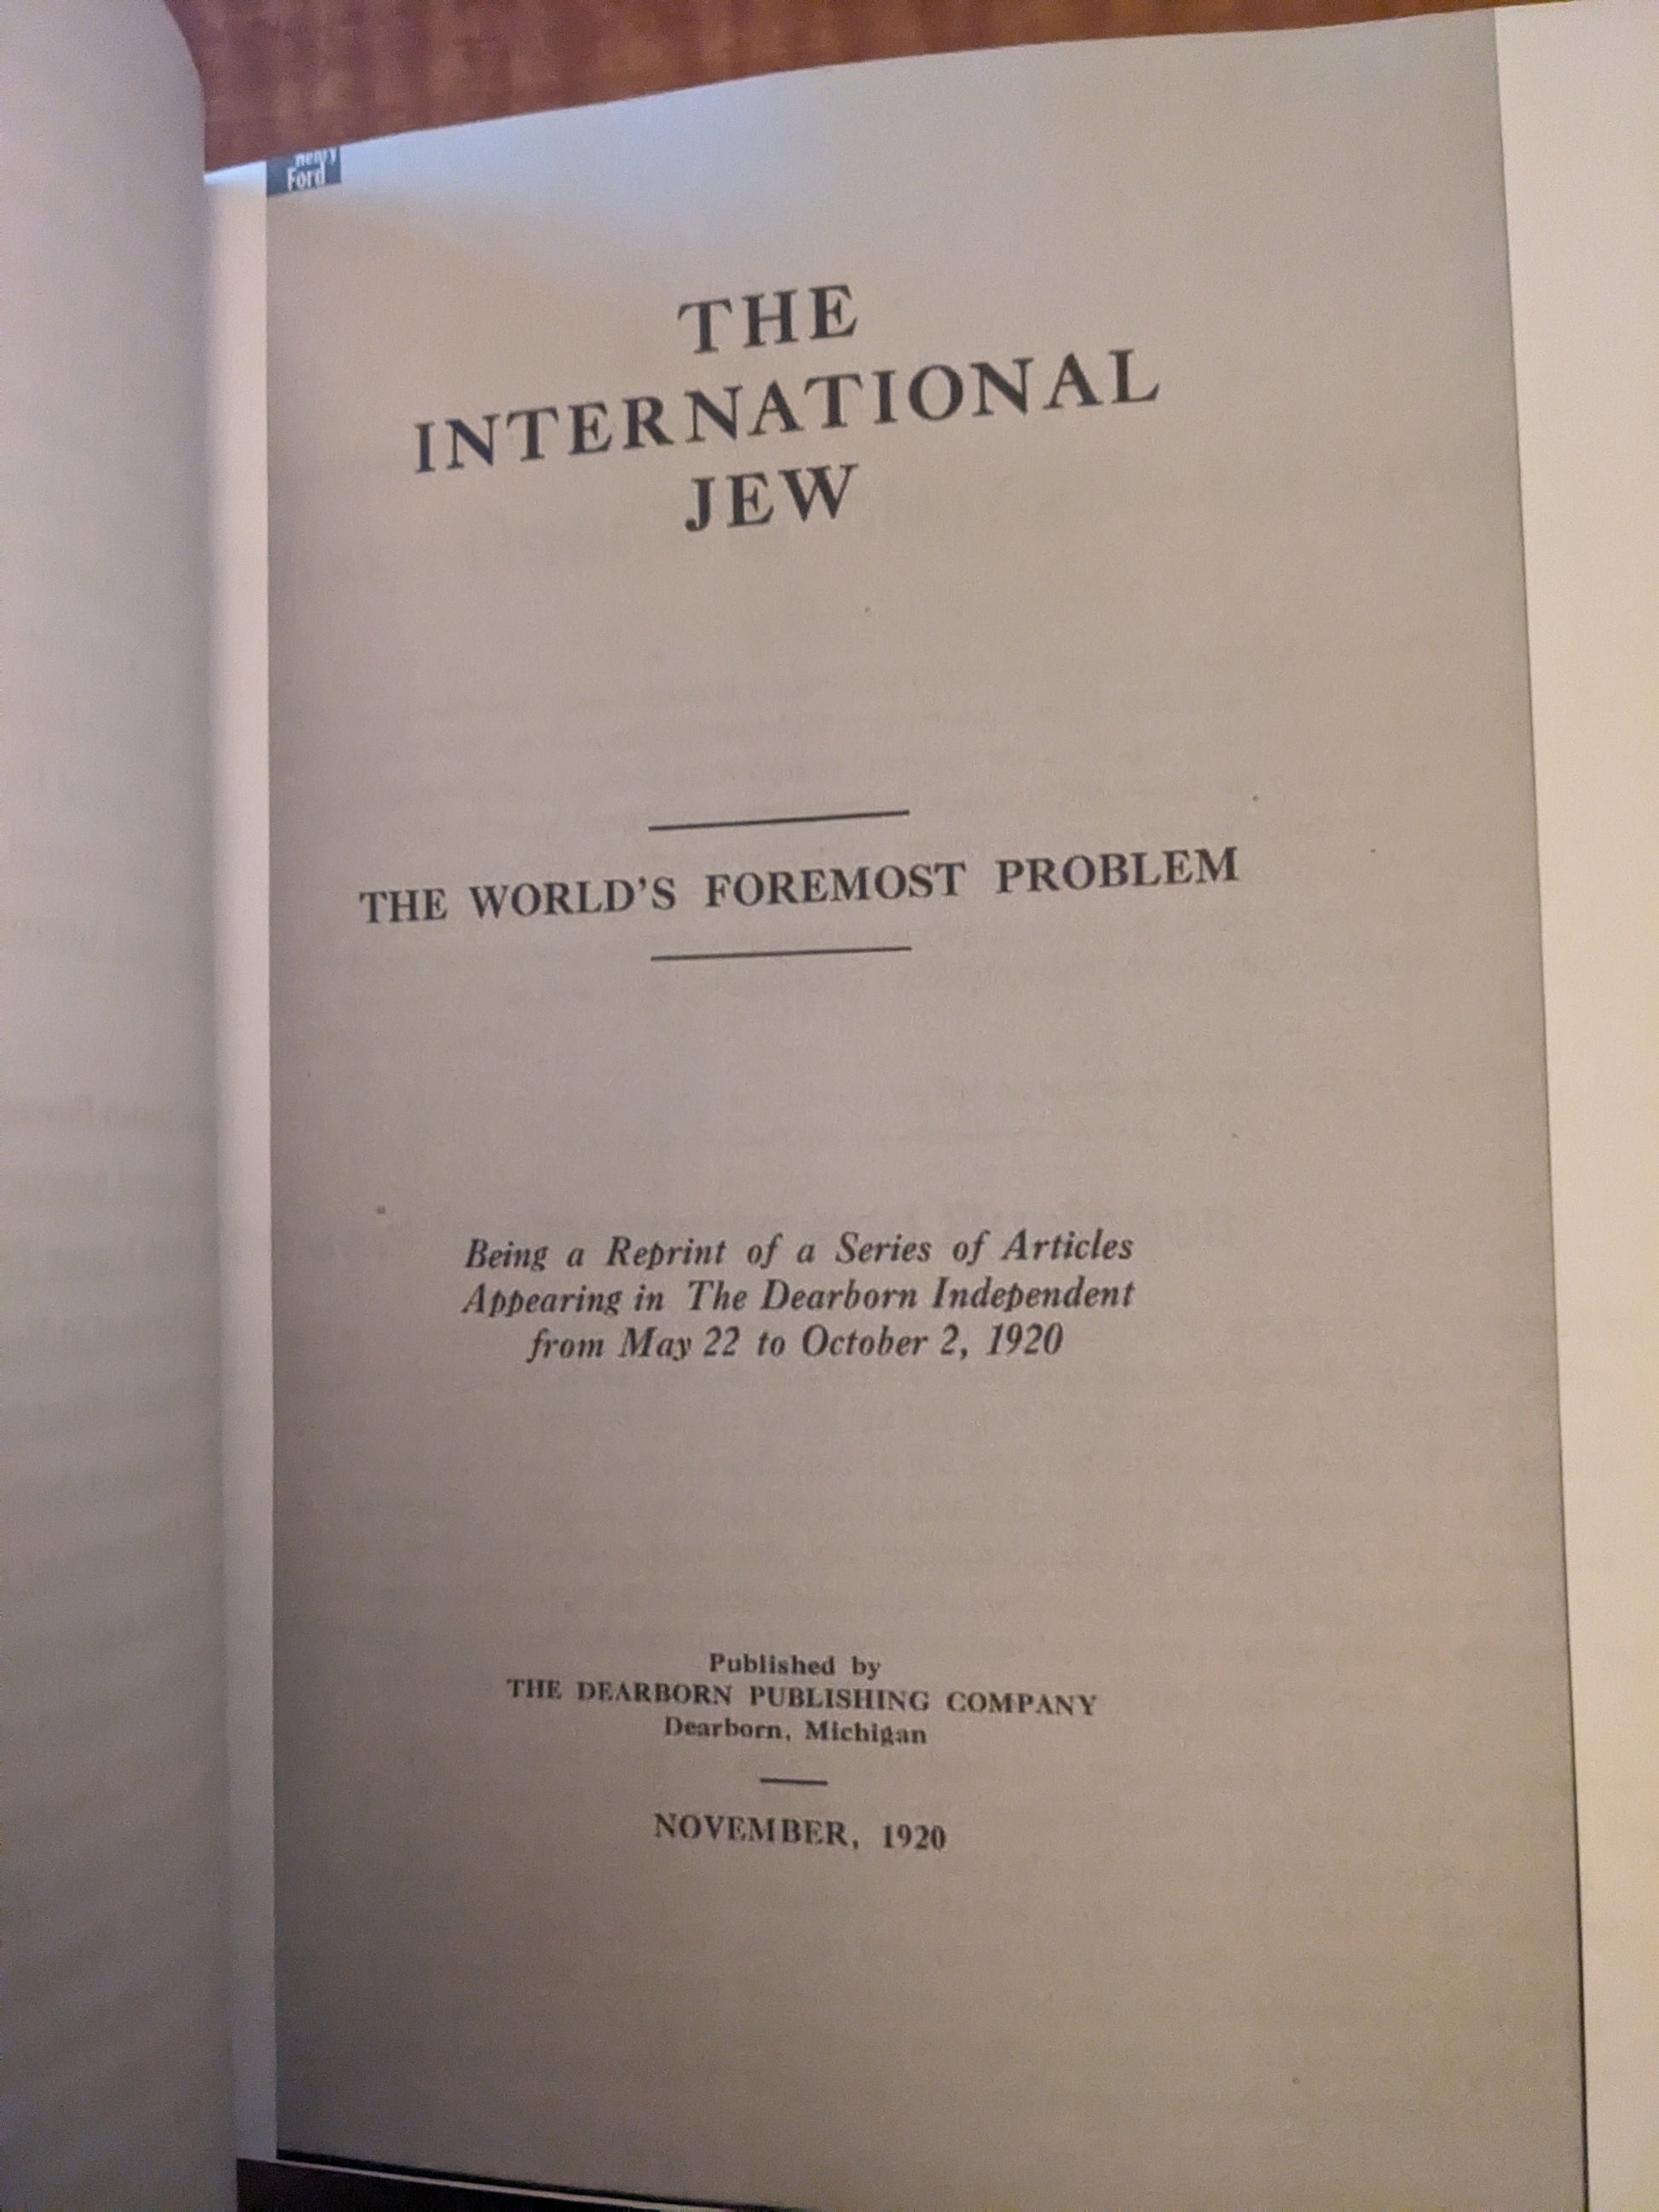 Henry
Ford
THE
INTERNATIONAL
JEW
THE WORLD'S FOREMOST PROBLEM
Being a Reprint of a Series of Articles
Appearing in The Dearborn Independent
from May 22 to October 2, 1920
Published by
THE DEARBORN PUBLISHING COMPANY
Dearborn, Michigan
NOVEMBER, 1920